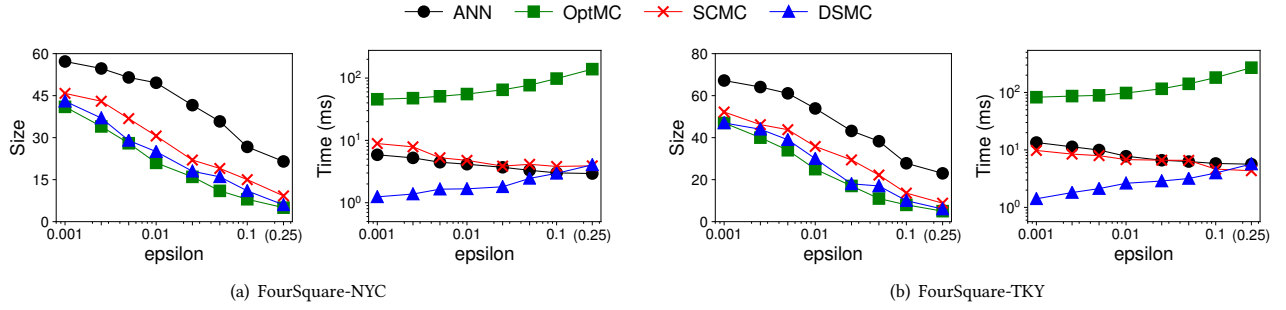 ANN OptMC SCMC DSMC
60
45
30
15
0
Size
0.001 0.01 0.1 (0.25)
epsilon
10²
10¹
10⁰
Time (ms)
0.001 0.01 0.1 (0.25)
epsilon
80
60
40
20
0
Size
0.001 0.01 0.1 (0.25)
epsilon
10²
10¹
10⁰
Time (ms)
0.001 0.01 0.1 (0.25)
epsilon
(a) FourSquare-NYC
(b) FourSquare-TKY